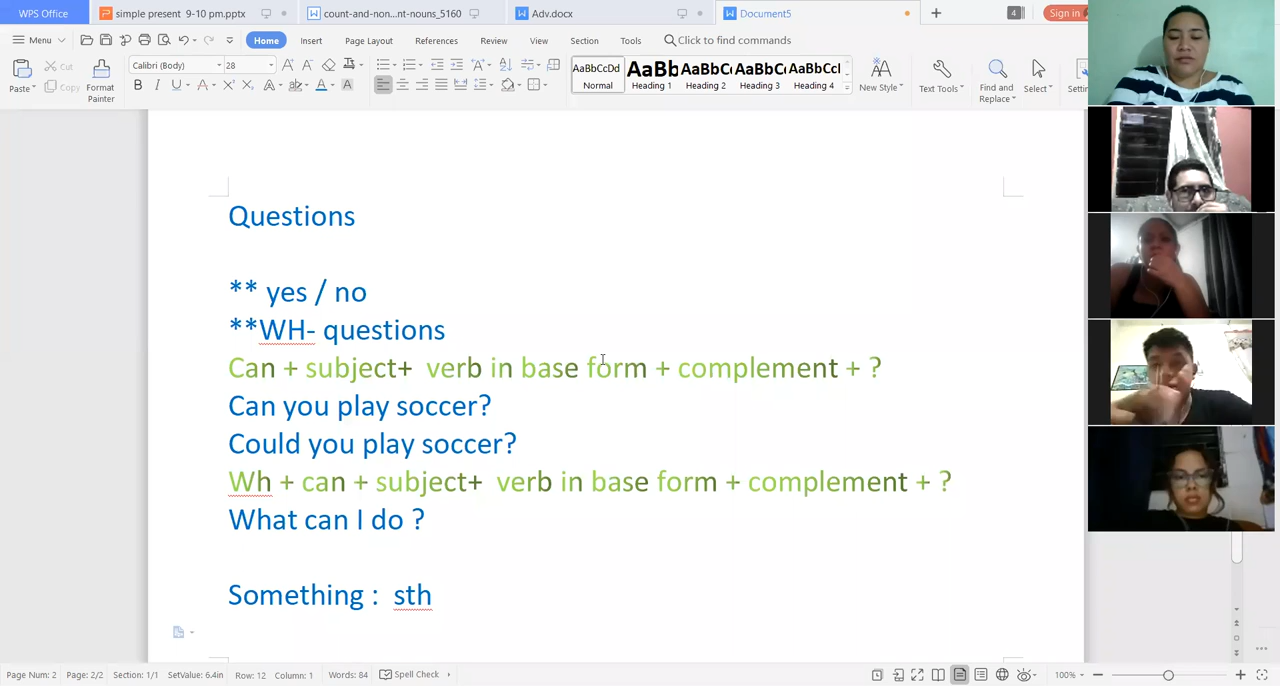 WPS Office
simple present 9-10 pm.pptx
count-and-non...nt-nouns_5160
Adv.docx
Document5
4
Sign in
Menu
Home
Insert
Page Layout
References
Review
View
Section
Tools
Click to find commands
Paste
Cut
Copy
Format Painter
Calibri (Body)
28
AaBbCcDd
Normal
AaBb
Heading 1
AaBbC
Heading 2
AaBbC
Heading 3
AaBbCcI
Heading 4
New Style
Text Tools
Find and Replace
Select
Questions
** yes / no
**WH- questions
Can + subject+ verb in base form + complement + ?
Can you play soccer?
Could you play soccer?
Wh + can + subject+ verb in base form + complement + ?
What can I do ?
Something : sth
Page Num: 2
Page: 2/2
Section: 1/1
SetValue: 6.4in
Row: 12
Column: 1
Words: 84
Spell Check
100%